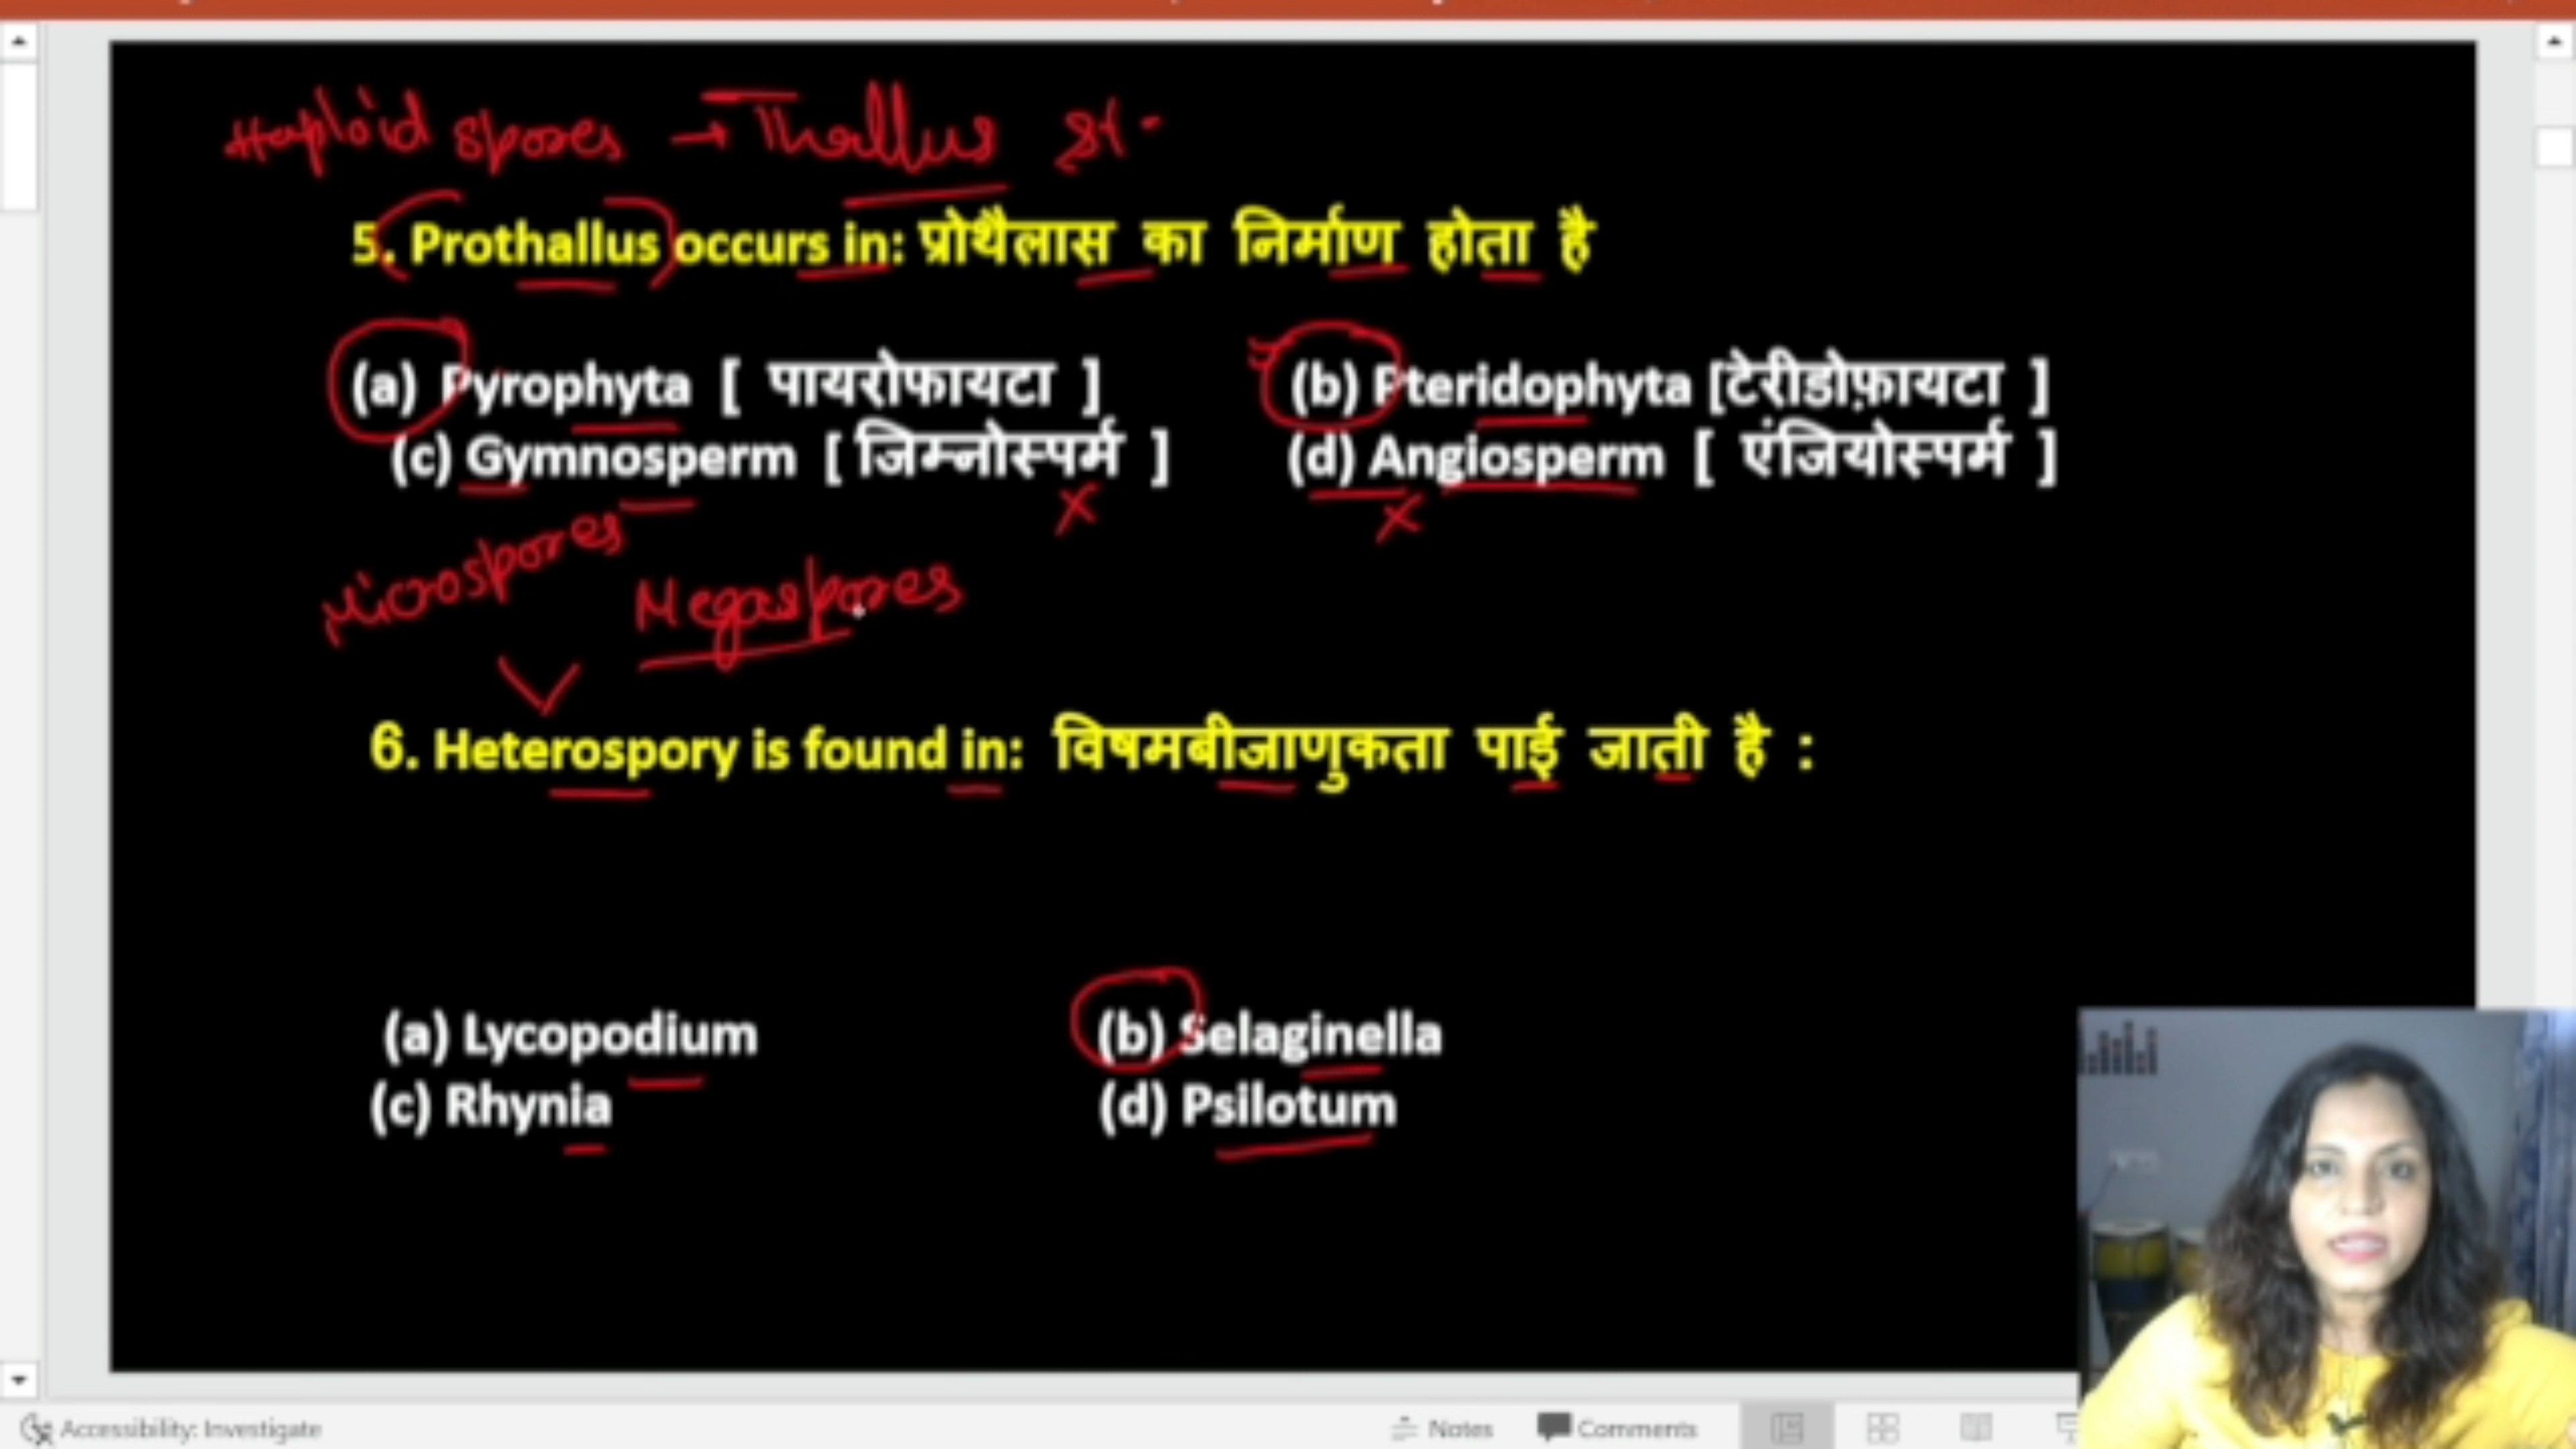 Haploid spores → Thallus st.
5. Prothallus occurs in: प्रोथैलास का निर्माण होता है
(a) Pyrophyta [ पायरोफायटा ] (b) Pteridophyta [टेरीडोफ़ायटा ]
(c) Gymnosperm [ जिम्नोस्पर्म ] (d) Angiosperm [ एंजियोस्पर्म ]
x x
Microspores Megaspores
6. Heterospory is found in: विषमबीजाणुकता पाई जाती है :
(a) Lycopodium (b) Selaginella
(c) Rhynia (d) Psilotum
Accessibility: Investigate Notes Comments